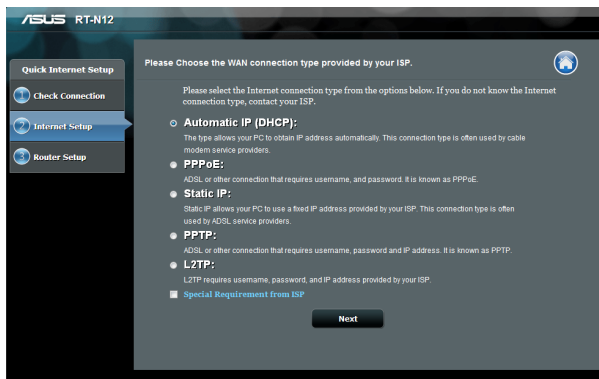 ASUS RT-N12
Quick Internet Setup
1 Check Connection
2 Internet Setup
3 Router Setup
Please Choose the WAN connection type provided by your ISP.
Please select the Internet connection type from the options below. If you do not know the Internet
connection type, contact your ISP.
Automatic IP (DHCP):
The type allows your PC to obtain IP address automatically. This connection type is often used by cable
modem service providers.
PPPoE:
ADSL or other connection that requires username, and password. It is known as PPPoE.
Static IP:
Static IP allows your PC to use a fixed IP address provided by your ISP. This connection type is often
used by ADSL service providers.
PPTP:
ADSL or other connection that requires username, password and IP address. It is known as PPTP.
L2TP:
L2TP requires username, password, and IP address provided by your ISP.
Special Requirement from ISP
Next